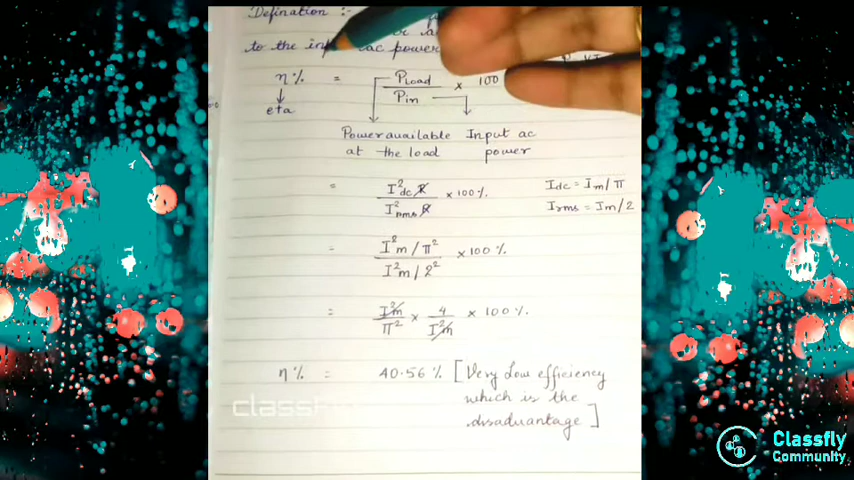 Defination :-
to the inp ac power
η% = PLoad / Pin × 100
eta
Power available Input ac
at the load power
= I²dc R / I²rms R × 100% Idc = Im/π
Irms = Im/2
= I²m/π² / I²m/2² × 100%
= I²m / π² × 4 / I²m × 100%.
η% = 40.56% [Very Low efficiency
which is the
disaduantage]
Classfly
Community